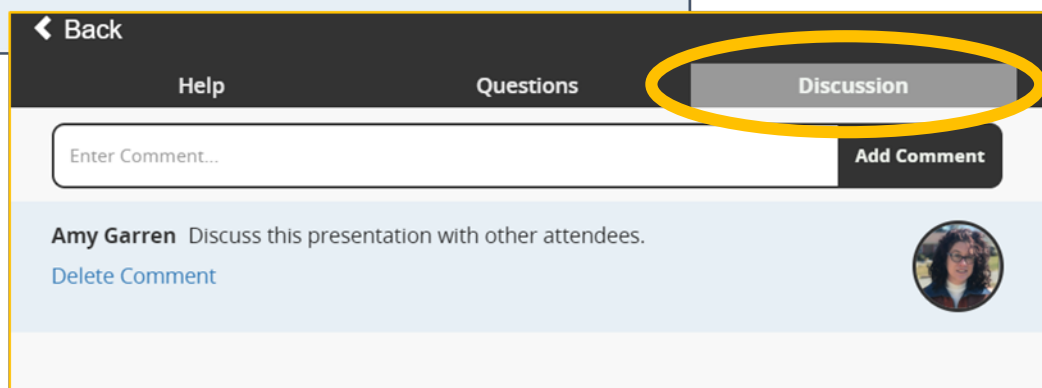 Back
Help Questions Discussion
Enter Comment... Add Comment
Amy Garren Discuss this presentation with other attendees.
Delete Comment